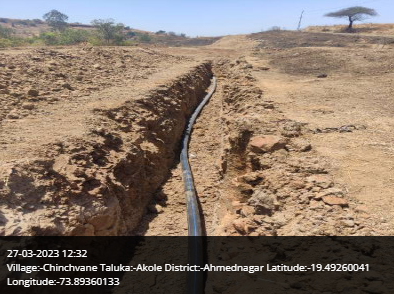 27-03-2023 12:32
Village:-Chinchvane Taluka:-Akole District:-Ahmednagar Latitude:-19.49260041
Longitude:-73.89360133